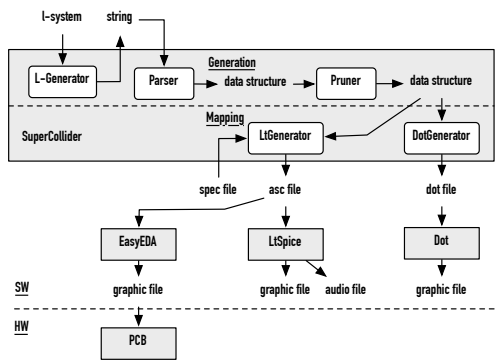 l-system string
Generation
L-Generator Parser data structure Pruner data structure
Mapping
SuperCollider LtGenerator DotGenerator
spec file asc file dot file
EasyEDA LtSpice Dot
SW graphic file graphic file audio file graphic file
HW
PCB